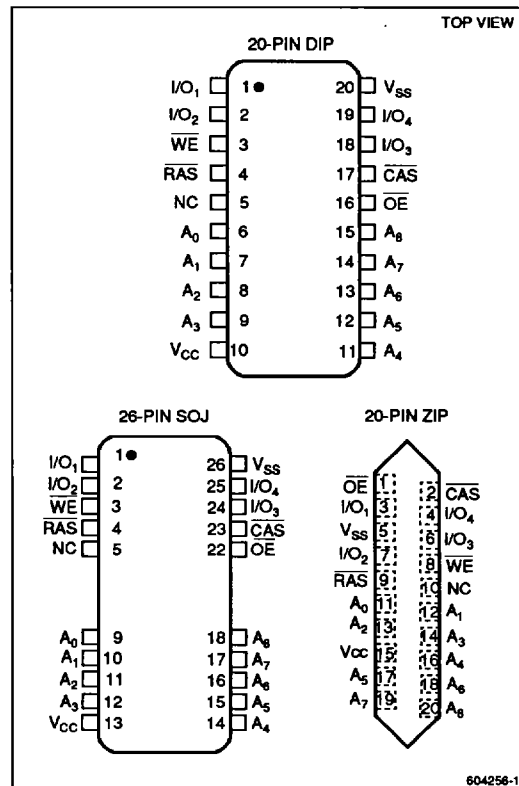 TOP VIEW
20-PIN DIP
I/O₁ 1 20 VSS
I/O₂ 2 19 I/O₄
WE 3 18 I/O₃
RAS 4 17 CAS
NC 5 16 OE
A₀ 6 15 A₈
A₁ 7 14 A₇
A₂ 8 13 A₆
A₃ 9 12 A₅
VCC 10 11 A₄
26-PIN SOJ
I/O₁ 1 26 VSS
I/O₂ 2 25 I/O₄
WE 3 24 I/O₃
RAS 4 23 CAS
NC 5 22 OE
A₀ 9 18 A₈
A₁ 10 17 A₇
A₂ 11 16 A₆
A₃ 12 15 A₅
VCC 13 14 A₄
20-PIN ZIP
OE 1 2 CAS
I/O₁ 3 4 I/O₄
VSS 5 6 I/O₃
I/O₂ 7 8 WE
RAS 9 10 NC
A₀ 11 12 A₁
A₂ 13 14 A₃
VCC 15 16 A₄
A₅ 17 18 A₆
A₇ 19 20 A₈
604256-1